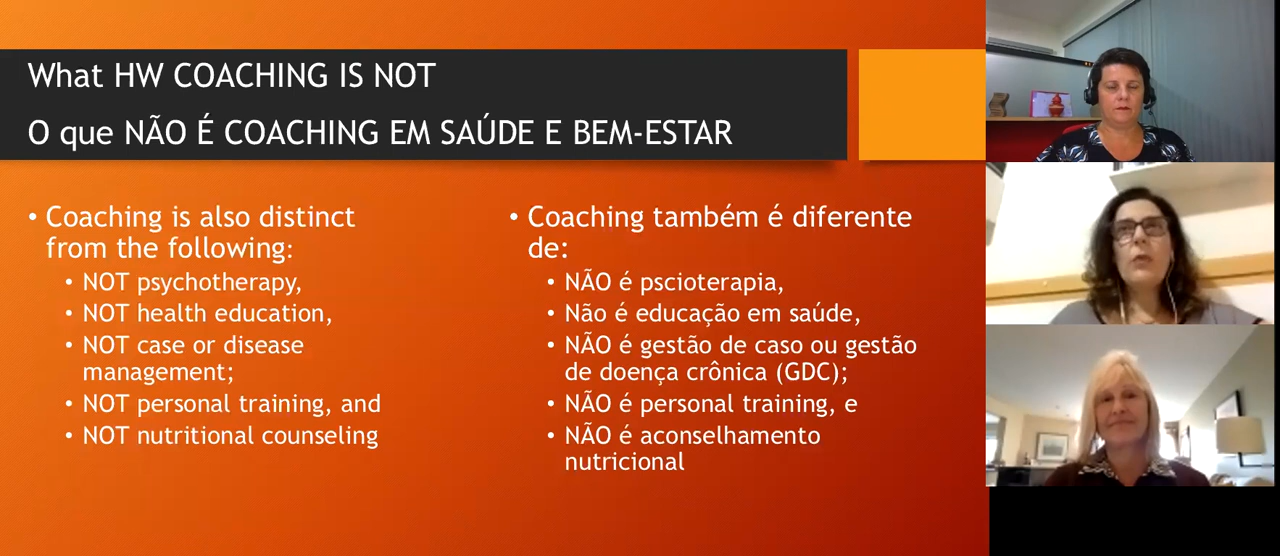 What HW COACHING IS NOT
O que NÃO É COACHING EM SAÚDE E BEM-ESTAR
• Coaching is also distinct
from the following:
• NOT psychotherapy,
• NOT health education,
• NOT case or disease
management;
• NOT personal training, and
• NOT nutritional counseling
• Coaching também é diferente
de:
• NÃO é pscioterapia,
• Não é educação em saúde,
• NÃO é gestão de caso ou gestão
de doença crônica (GDC);
• NÃO é personal training, e
• NÃO é aconselhamento
nutricional